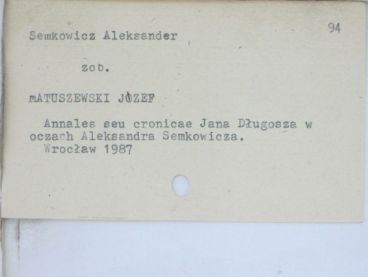 94
Semkowicz Aleksander
zob.
mATUSZEWSKI JÓZEF
Annales seu cronicae Jana Długosza w
oczach Aleksandra Semkowicza.
Wrocław 1987